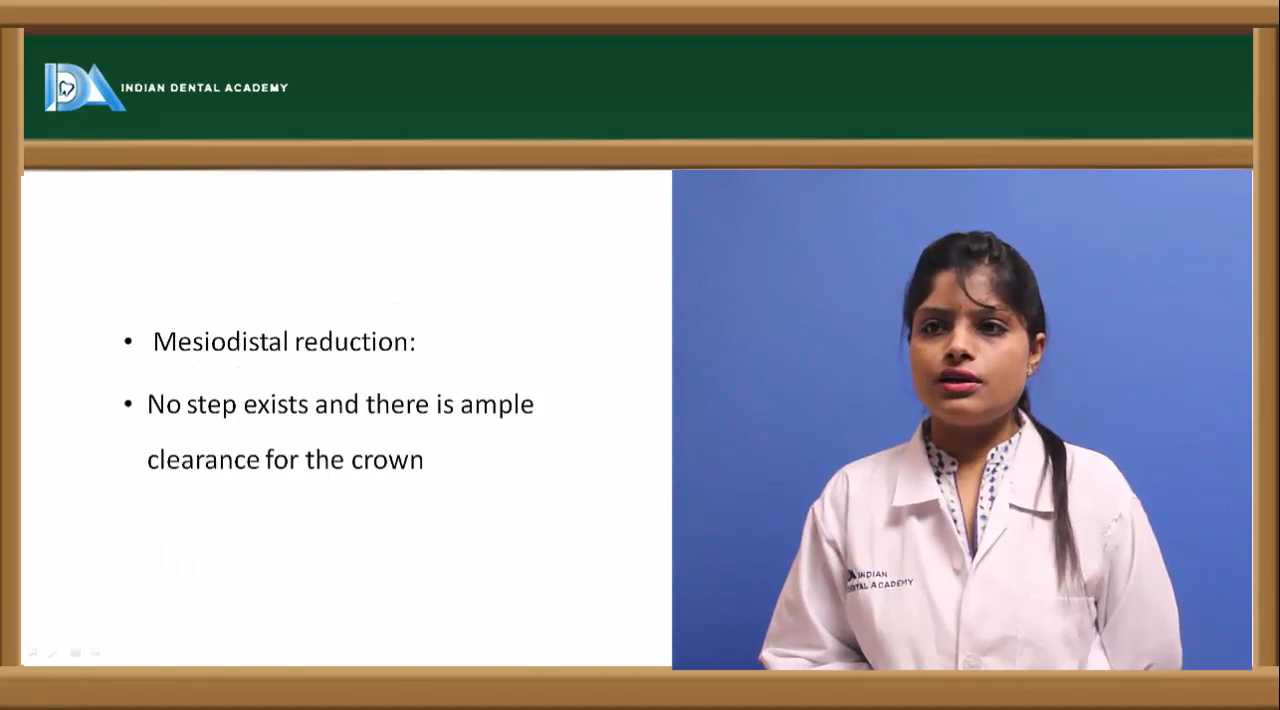 INDIAN DENTAL ACADEMY
• Mesiodistal reduction:
• No step exists and there is ample
clearance for the crown
INDIAN
DENTAL ACADEMY